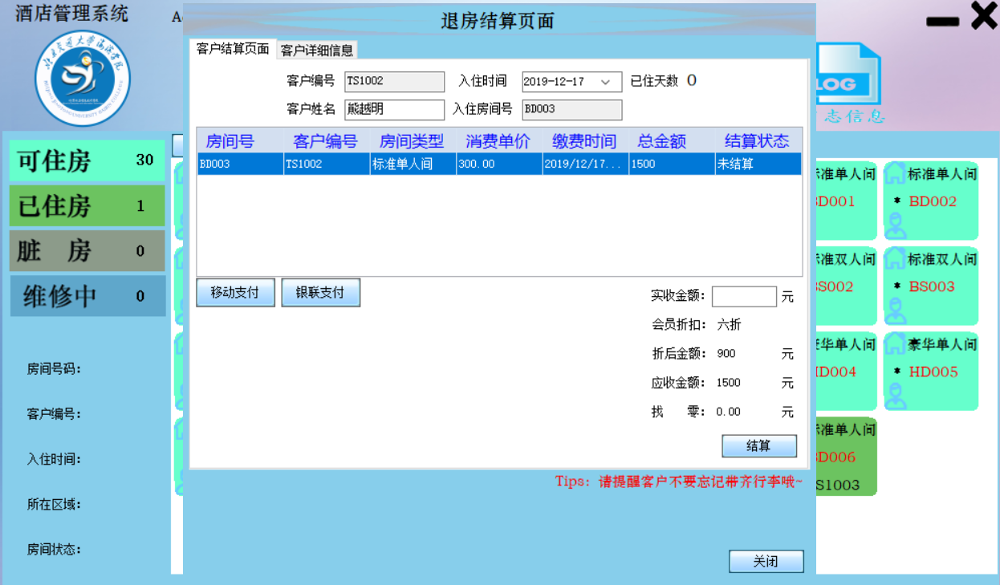 酒店管理系统
退房结算页面
客户结算页面 客户详细信息
客户编号 TS1002 入住时间 2019-12-17 已住天数 0
客户姓名 熊越明 入住房间号 BD003
房间号 客户编号 房间类型 消费单价 缴费时间 总金额 结算状态
BD003 TS1002 标准单人间 300.00 2019/12/17... 1500 未结算
移动支付 银联支付
实收金额: 元
会员折扣: 六折
折后金额: 900 元
应收金额: 1500 元
找 零: 0.00 元
结算
Tips: 请提醒客户不要忘记带齐行李哦~
关闭
可住房 30
已住房 1
脏 房 0
维修中 0
房间号码:
客户编号:
入住时间:
所在区域:
房间状态:
LOG
志信息
准单人间 标准单人间
BD001 * BD002
准双人间 标准双人间
BS002 * BS003
华单人间 豪华单人间
HD004 * HD005
准单人间
BD006
S1003